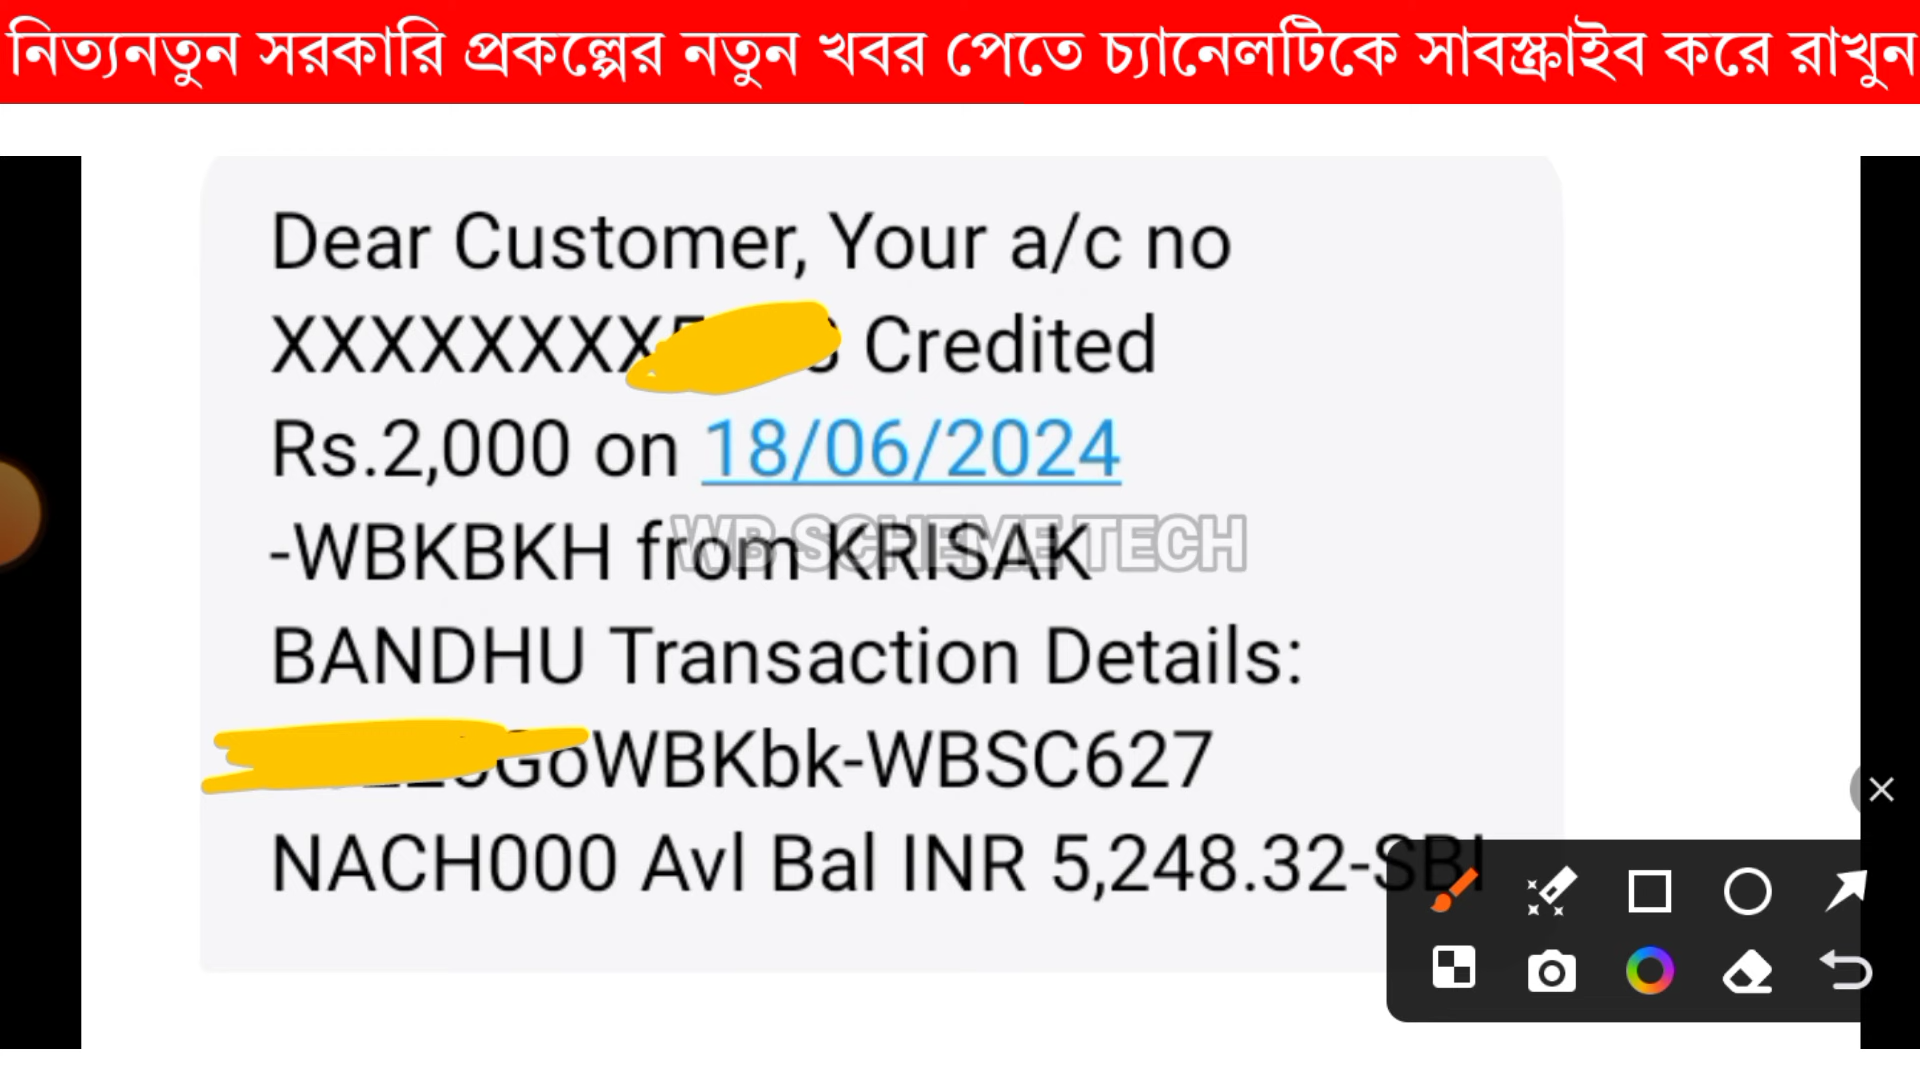 নিত্যনতুন সরকারি প্রকল্পের নতুন খবর পেতে চ্যানেলটিকে সাবস্ক্রাইব করে রাখুন
Dear Customer, Your a/c no
XXXXXXXX Credited
Rs.2,000 on 18/06/2024
-WBKBKH from KRISAK
WB SCHEME TECH
BANDHU Transaction Details:
GoWBKbk-WBSC627
NACH000 Avl Bal INR 5,248.32-SBI